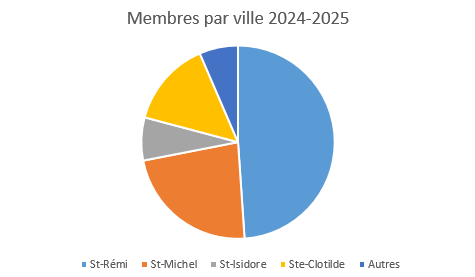 Membres par ville 2024-2025
St-Rémi St-Michel St-Isidore Ste-Clotilde Autres